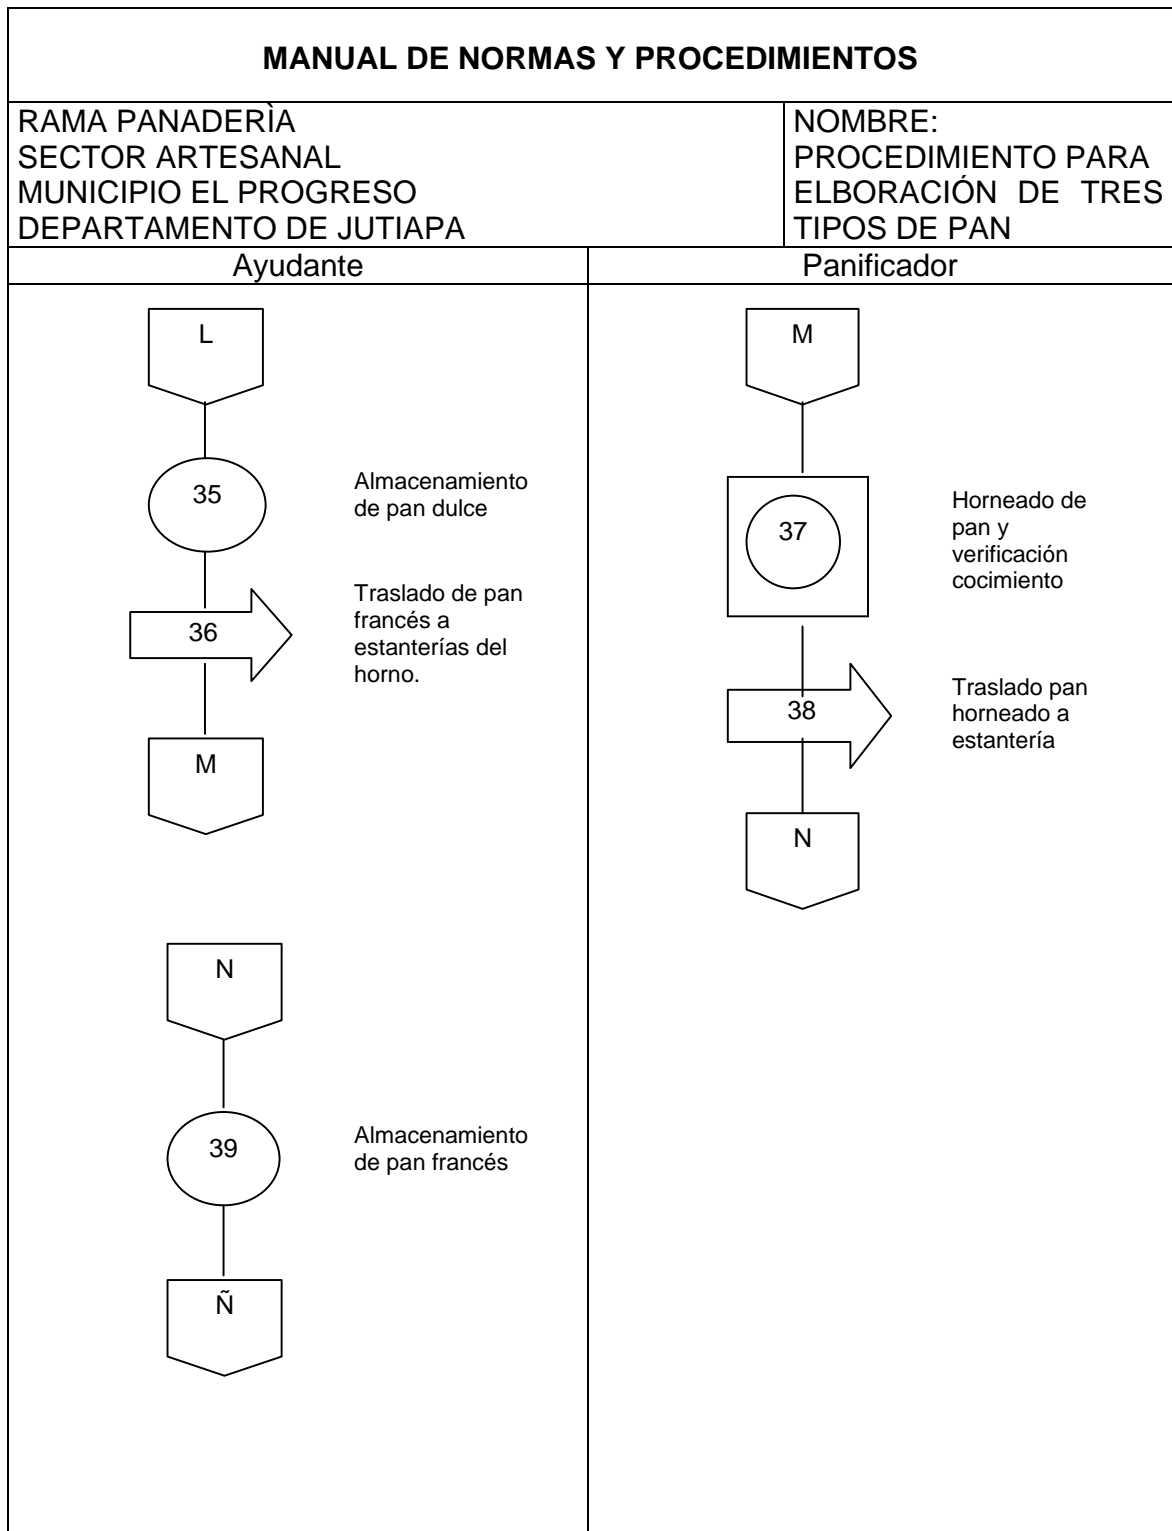 MANUAL DE NORMAS Y PROCEDIMIENTOS
RAMA PANADERÌA
SECTOR ARTESANAL
MUNICIPIO EL PROGRESO
DEPARTAMENTO DE JUTIAPA
NOMBRE:
PROCEDIMIENTO PARA
ELBORACIÓN DE TRES
TIPOS DE PAN
Ayudante
Panificador
L
35
Almacenamiento
de pan dulce
36
Traslado de pan
francés a
estanterías del
horno.
M
N
39
Almacenamiento
de pan francés
Ñ
M
37
Horneado de
pan y
verificación
cocimiento
38
Traslado pan
horneado a
estantería
N